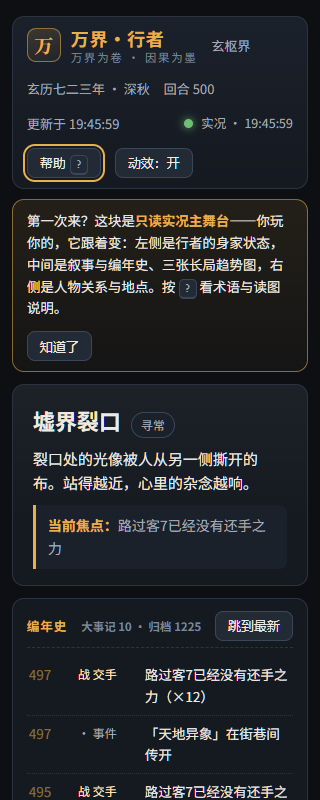 万
万界·行者
万界为卷 · 因果为墨
玄枢界
玄历七二三年 · 深秋 回合 500
更新于 19:45:59
实况 · 19:45:59
帮助 ?
动效：开
第一次来？这块是只读实况主舞台——你玩
你的，它跟着变：左侧是行者的身家状态，
中间是叙事与编年史、三张长局趋势图，右
侧是人物关系与地点。按 ? 看术语与读图
说明。
知道了
墟界裂口 寻常
裂口处的光像被人从另一侧撕开的
布。站得越近，心里的杂念越响。
当前焦点：路过客7已经没有还手之
力
编年史 大事记 10 · 归档 1225 跳到最新
497 战 交手 路过客7已经没有还手之
力（×12）
497 · 事件 「天地异象」在街巷间
传开
495 战 交手 路过客7已经没有还手之